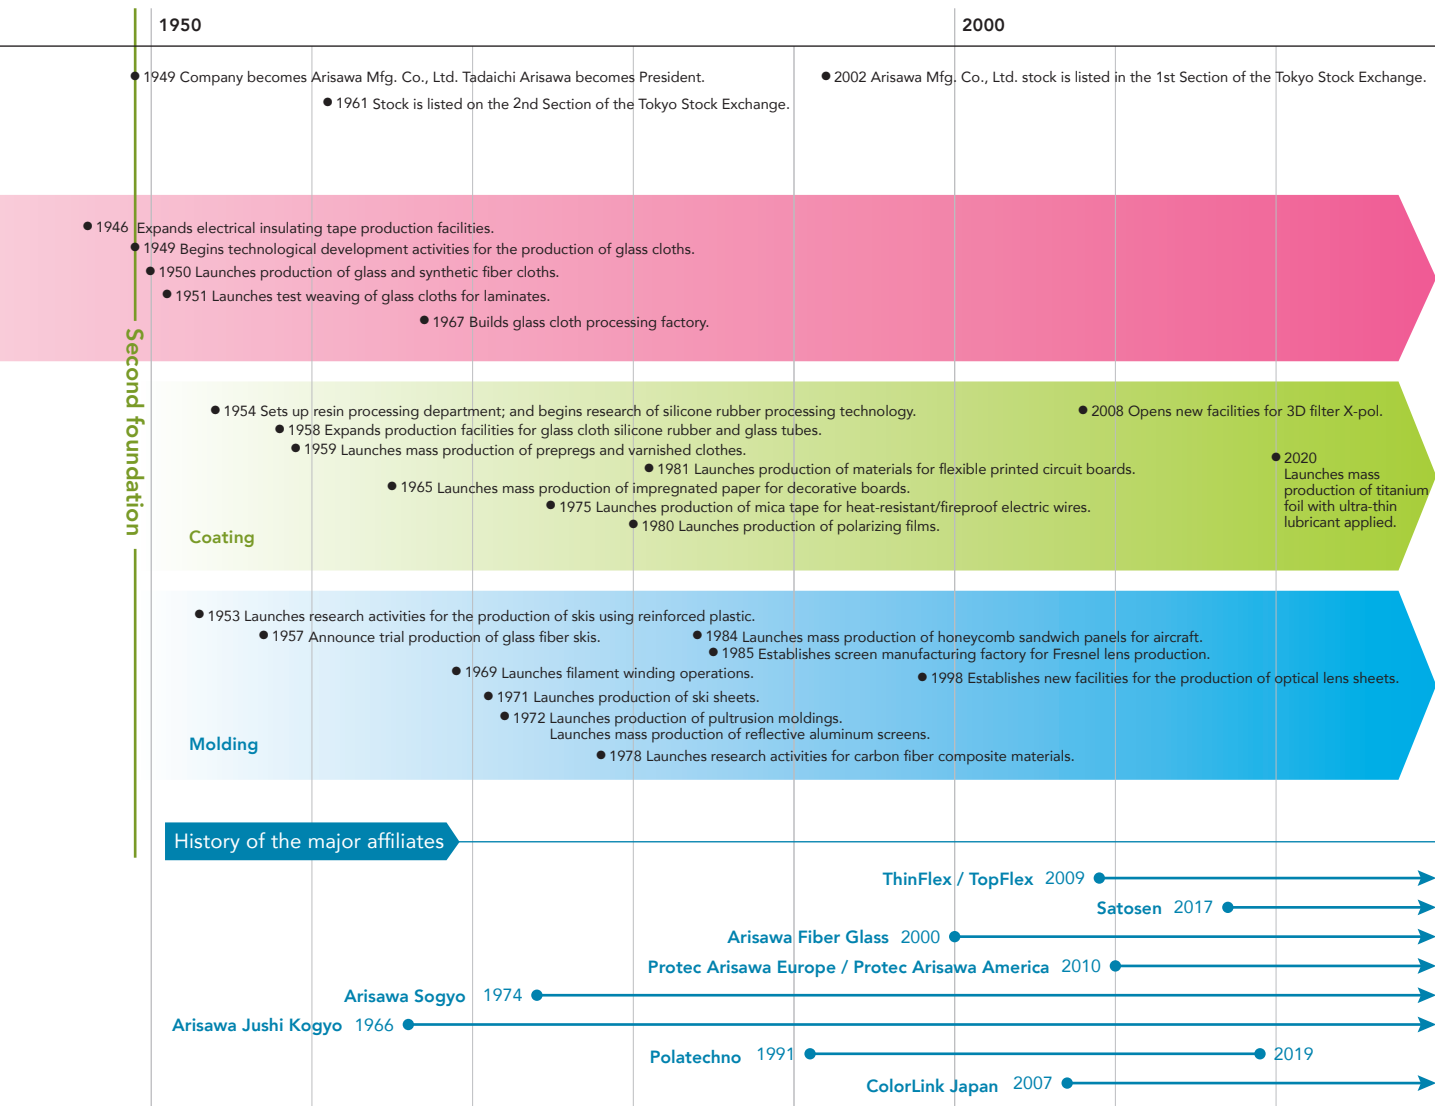 1950
2000
1949 Company becomes Arisawa Mfg. Co., Ltd. Tadaichi Arisawa becomes President.
2002 Arisawa Mfg. Co., Ltd. stock is listed in the 1st Section of the Tokyo Stock Exchange.
1961 Stock is listed on the 2nd Section of the Tokyo Stock Exchange.
1946 Expands electrical insulating tape production facilities.
1949 Begins technological development activities for the production of glass cloths.
1950 Launches production of glass and synthetic fiber cloths.
1951 Launches test weaving of glass cloths for laminates.
1967 Builds glass cloth processing factory.
Second foundation
1954 Sets up resin processing department; and begins research of silicone rubber processing technology.
2008 Opens new facilities for 3D filter X-pol.
1958 Expands production facilities for glass cloth silicone rubber and glass tubes.
1959 Launches mass production of prepregs and varnished clothes.
2020
Launches mass
production of titanium
foil with ultra-thin
lubricant applied.
1981 Launches production of materials for flexible printed circuit boards.
1965 Launches mass production of impregnated paper for decorative boards.
1975 Launches production of mica tape for heat-resistant/fireproof electric wires.
1980 Launches production of polarizing films.
Coating
1953 Launches research activities for the production of skis using reinforced plastic.
1957 Announce trial production of glass fiber skis.
1984 Launches mass production of honeycomb sandwich panels for aircraft.
1985 Establishes screen manufacturing factory for Fresnel lens production.
1969 Launches filament winding operations.
1998 Establishes new facilities for the production of optical lens sheets.
1971 Launches production of ski sheets.
1972 Launches production of pultrusion moldings.
Launches mass production of reflective aluminum screens.
Molding
1978 Launches research activities for carbon fiber composite materials.
History of the major affiliates
ThinFlex / TopFlex 2009
Satosen 2017
Arisawa Fiber Glass 2000
Protec Arisawa Europe / Protec Arisawa America 2010
Arisawa Sogyo 1974
Arisawa Jushi Kogyo 1966
Polatechno 1991 2019
ColorLink Japan 2007